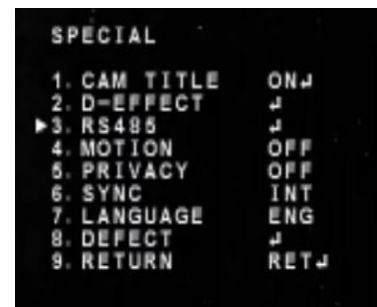 SPECIAL
1. CAM TITLE ON↵
2. D-EFFECT ↵
▶3. RS485 ↵
4. MOTION OFF
5. PRIVACY OFF
6. SYNC INT
7. LANGUAGE ENG
8. DEFECT ↵
9. RETURN RET↵